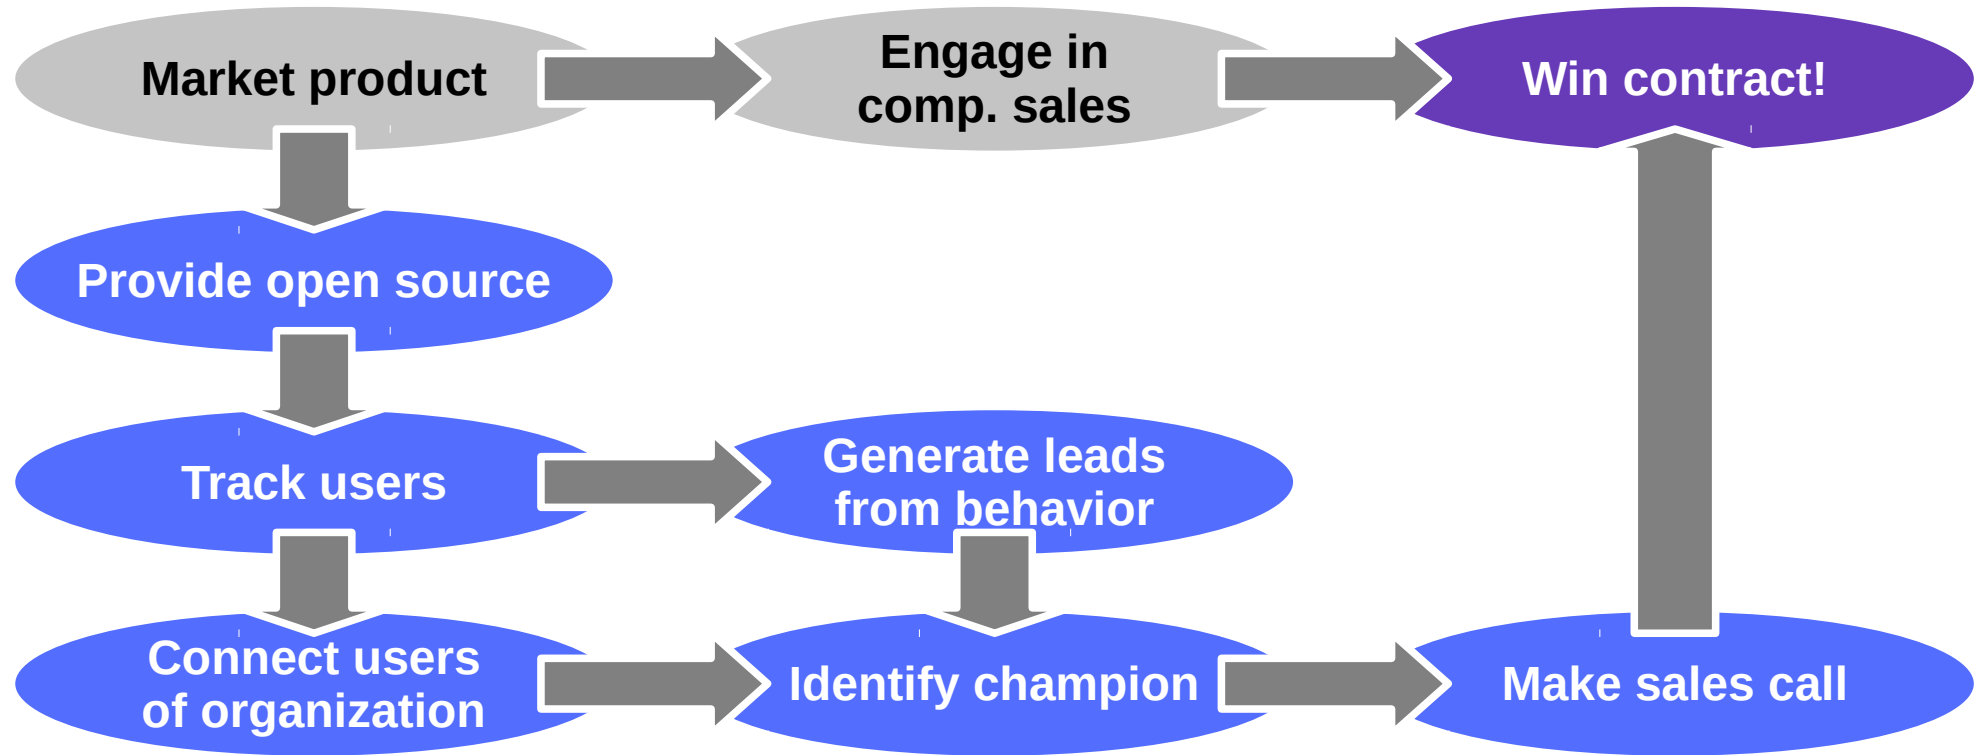 Market product
Engage in
comp. sales
Win contract!
Provide open source
Track users
Generate leads
from behavior
Connect users
of organization
Identify champion
Make sales call